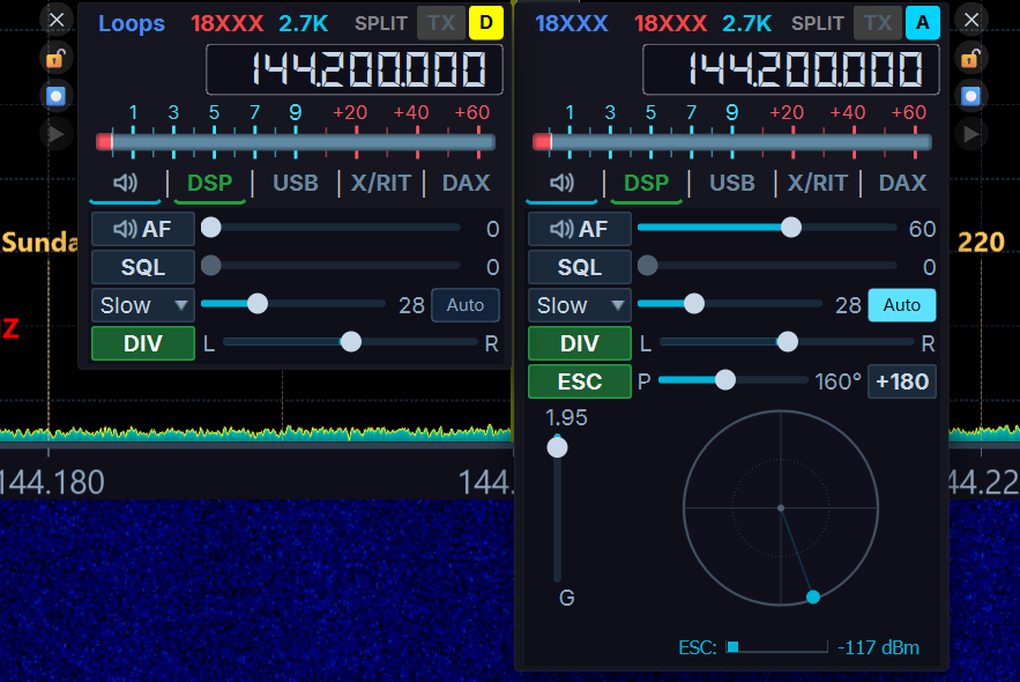 Loops 18XXX 2.7K SPLIT TX D
144.200.000
1 3 5 7 9 +20 +40 +60
DSP USB X/RIT DAX
AF 0
SQL 0
Slow 28 Auto
DIV L R
18XXX 18XXX 2.7K SPLIT TX A
144.200.000
1 3 5 7 9 +20 +40 +60
DSP USB X/RIT DAX
AF 60
SQL 0
Slow 28 Auto
DIV L R
ESC P 160° +180
1.95
G
ESC: -117 dBm
Sunda
Z
220
144.180
144.
44.22